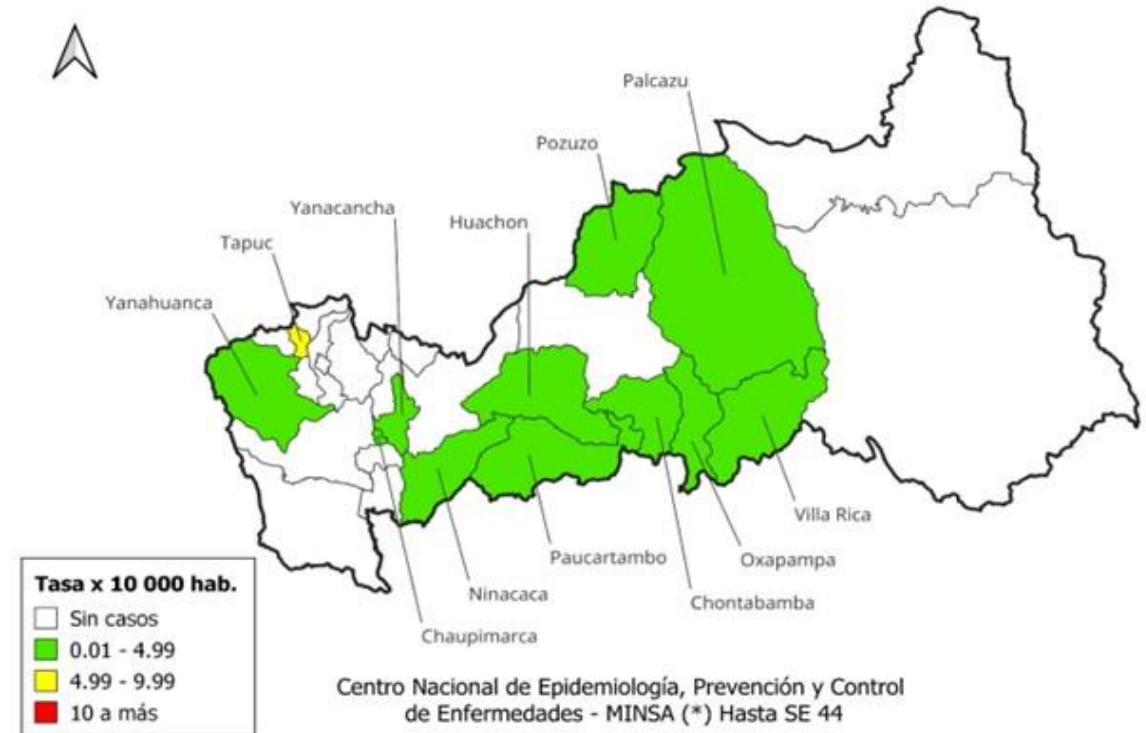 Palcazu
Pozuzo
Yanacancha
Huachon
Tapuc
Yanahuanca
Villa Rica
Paucartambo
Oxapampa
Ninacaca
Chontabamba
Chaupimarca
Tasa x 10 000 hab.
Sin casos
0.01 - 4.99
4.99 - 9.99
10 a más
Centro Nacional de Epidemiología, Prevención y Control
de Enfermedades - MINSA (*) Hasta SE 44